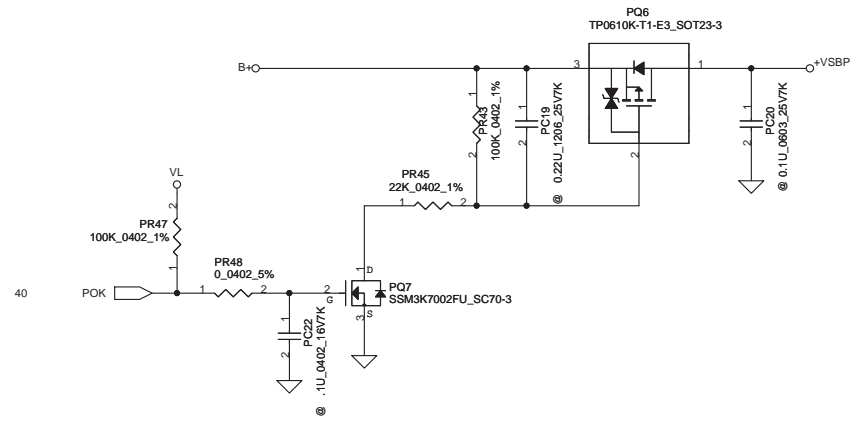 PQ6
TP0610K-T1-E3_SOT23-3
B+
3
1
+VSBP
1
PR43
100K_0402_1%
2
1
PC19
2
@ 0.22U_1206_25V7K
2
1
PC20
2
@ 0.1U_0603_25V7K
VL
PR45
22K_0402_1%
1
2
2
PR47
100K_0402_1%
1
PR48
0_0402_5%
40
POK
1
2
2
G
1
D
PQ7
SSM3K7002FU_SC70-3
S
3
1
PC22
2
@ .1U_0402_16V7K